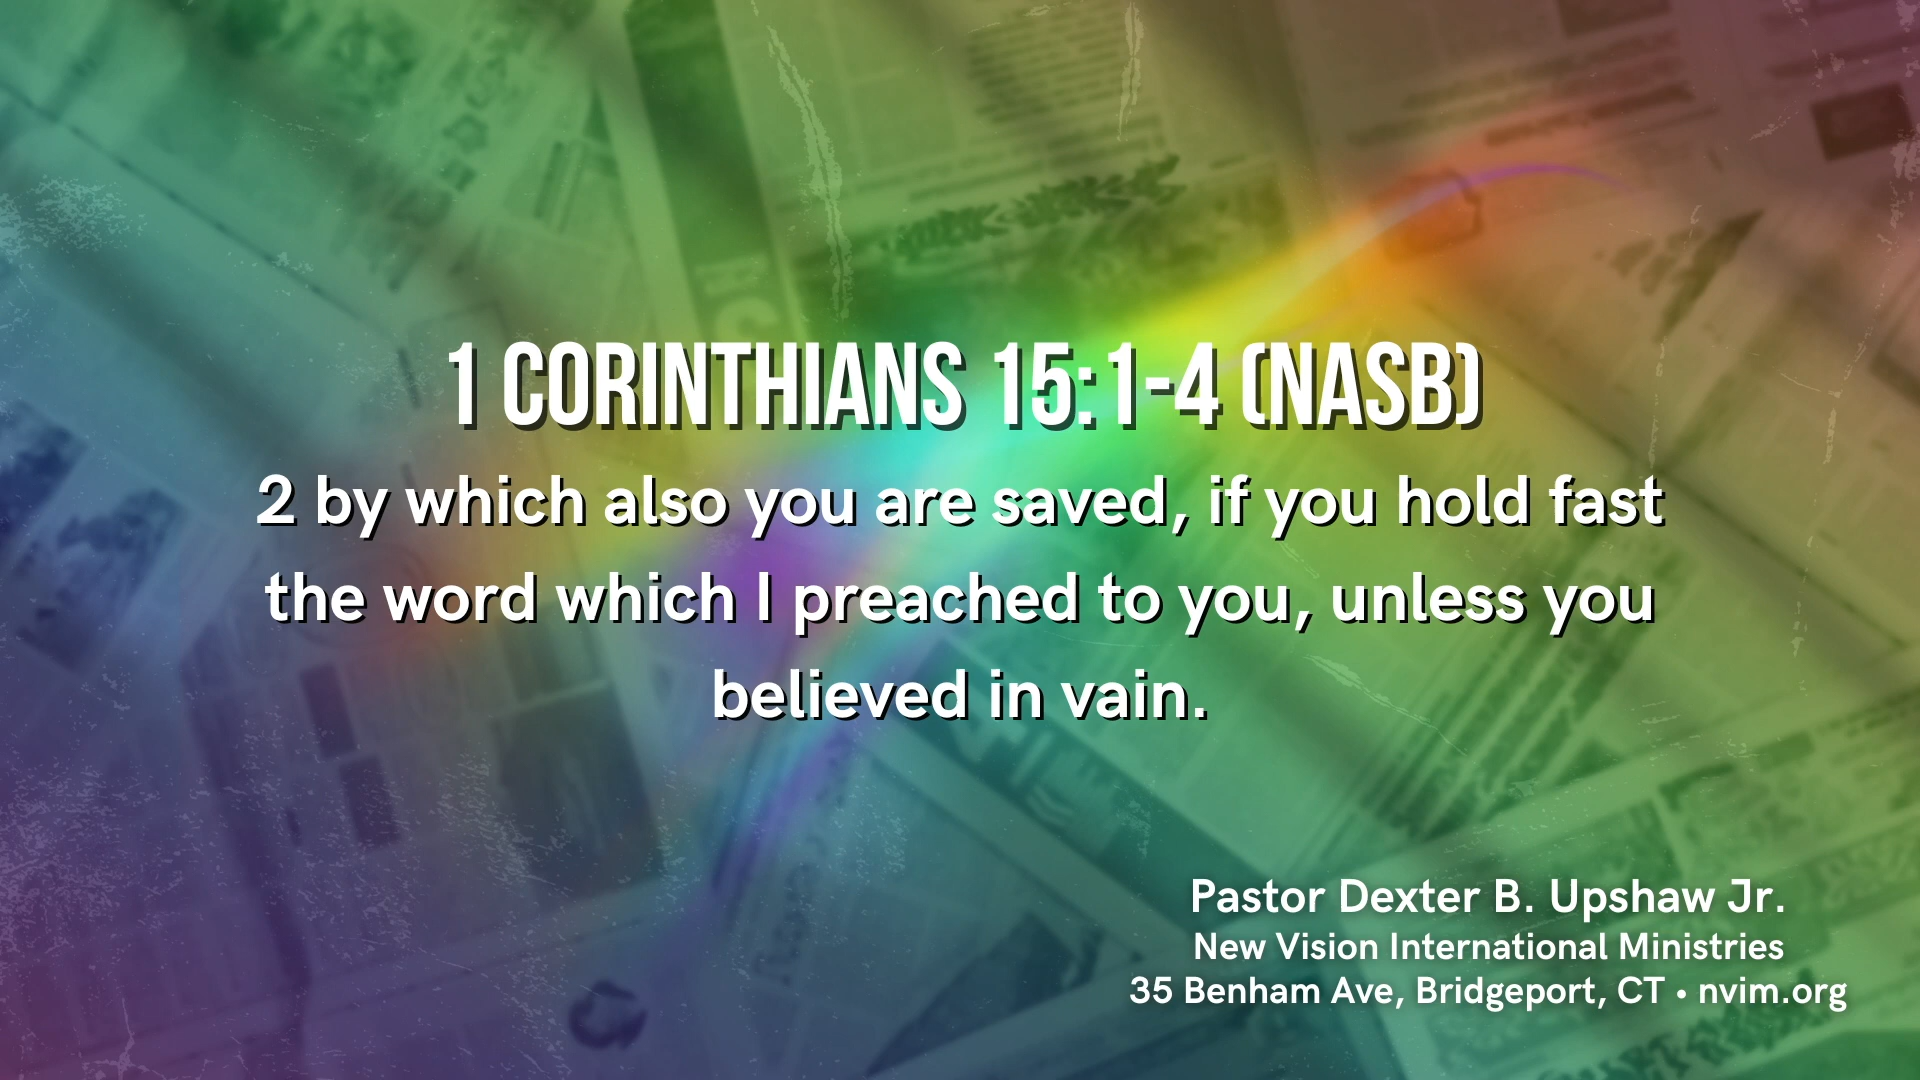 1 CORINTHIANS 15:1-4 (NASB)
2 by which also you are saved, if you hold fast
the word which I preached to you, unless you
believed in vain.
Pastor Dexter B. Upshaw Jr.
New Vision International Ministries
35 Benham Ave, Bridgeport, CT • nvim.org